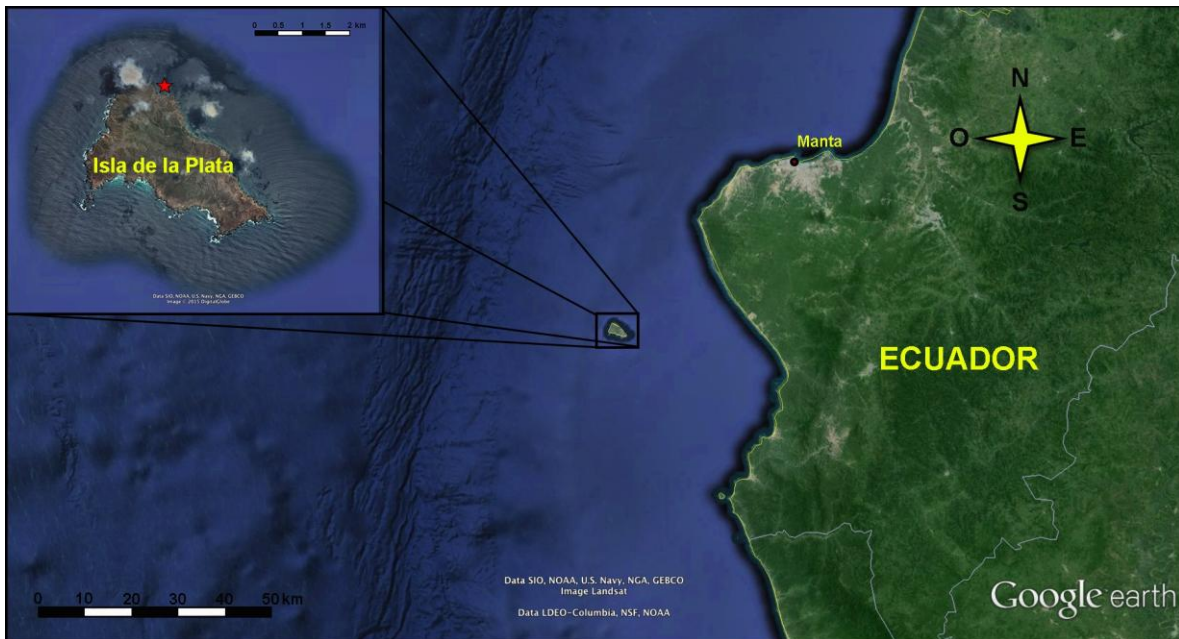 0 0.5 1 1.5 2 km
Isla de la Plata
Data SIO, NOAA, U.S. Navy, NGA, GEBCO
Image © 2015 DigitalGlobe
Manta
N
O E
S
ECUADOR
0 10 20 30 40 50 km
Data SIO, NOAA, U.S. Navy, NGA, GEBCO
Image Landsat
Data LDEO-Columbia, NSF, NOAA
Google earth